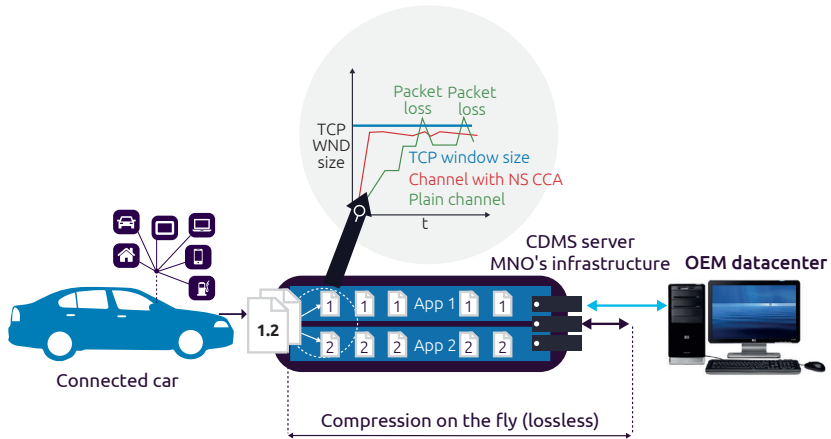 Packet Packet
loss loss
TCP
WND
size
TCP window size
Channel with NS CCA
Plain channel
t
CDMS server
MNO's infrastructure
OEM datacenter
1.2
1 1 1 App 1 1 1
2 2 2 App 2 2 2
Connected car
Compression on the fly (lossless)